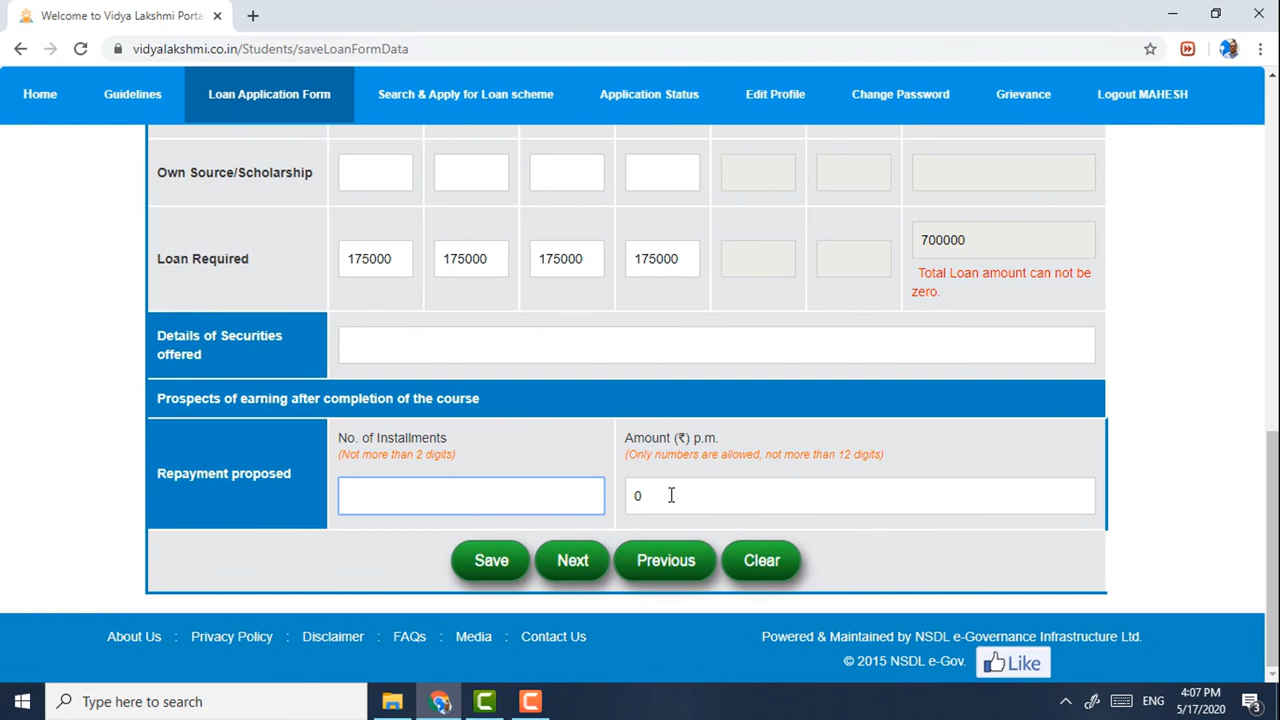 Welcome to Vidya Lakshmi Porta
vidyalakshmi.co.in/Students/saveLoanFormData
Home Guidelines Loan Application Form Search & Apply for Loan scheme Application Status Edit Profile Change Password Grievance Logout MAHESH
Own Source/Scholarship
Loan Required 175000 175000 175000 175000 700000
Total Loan amount can not be
zero.
Details of Securities
offered
Prospects of earning after completion of the course
No. of Installments Amount (₹) p.m.
(Not more than 2 digits) (Only numbers are allowed, not more than 12 digits)
Repayment proposed 0
Save Next Previous Clear
About Us : Privacy Policy : Disclaimer : FAQs : Media : Contact Us Powered & Maintained by NSDL e-Governance Infrastructure Ltd.
© 2015 NSDL e-Gov. Like
Type here to search ENG 4:07 PM
5/17/2020 3